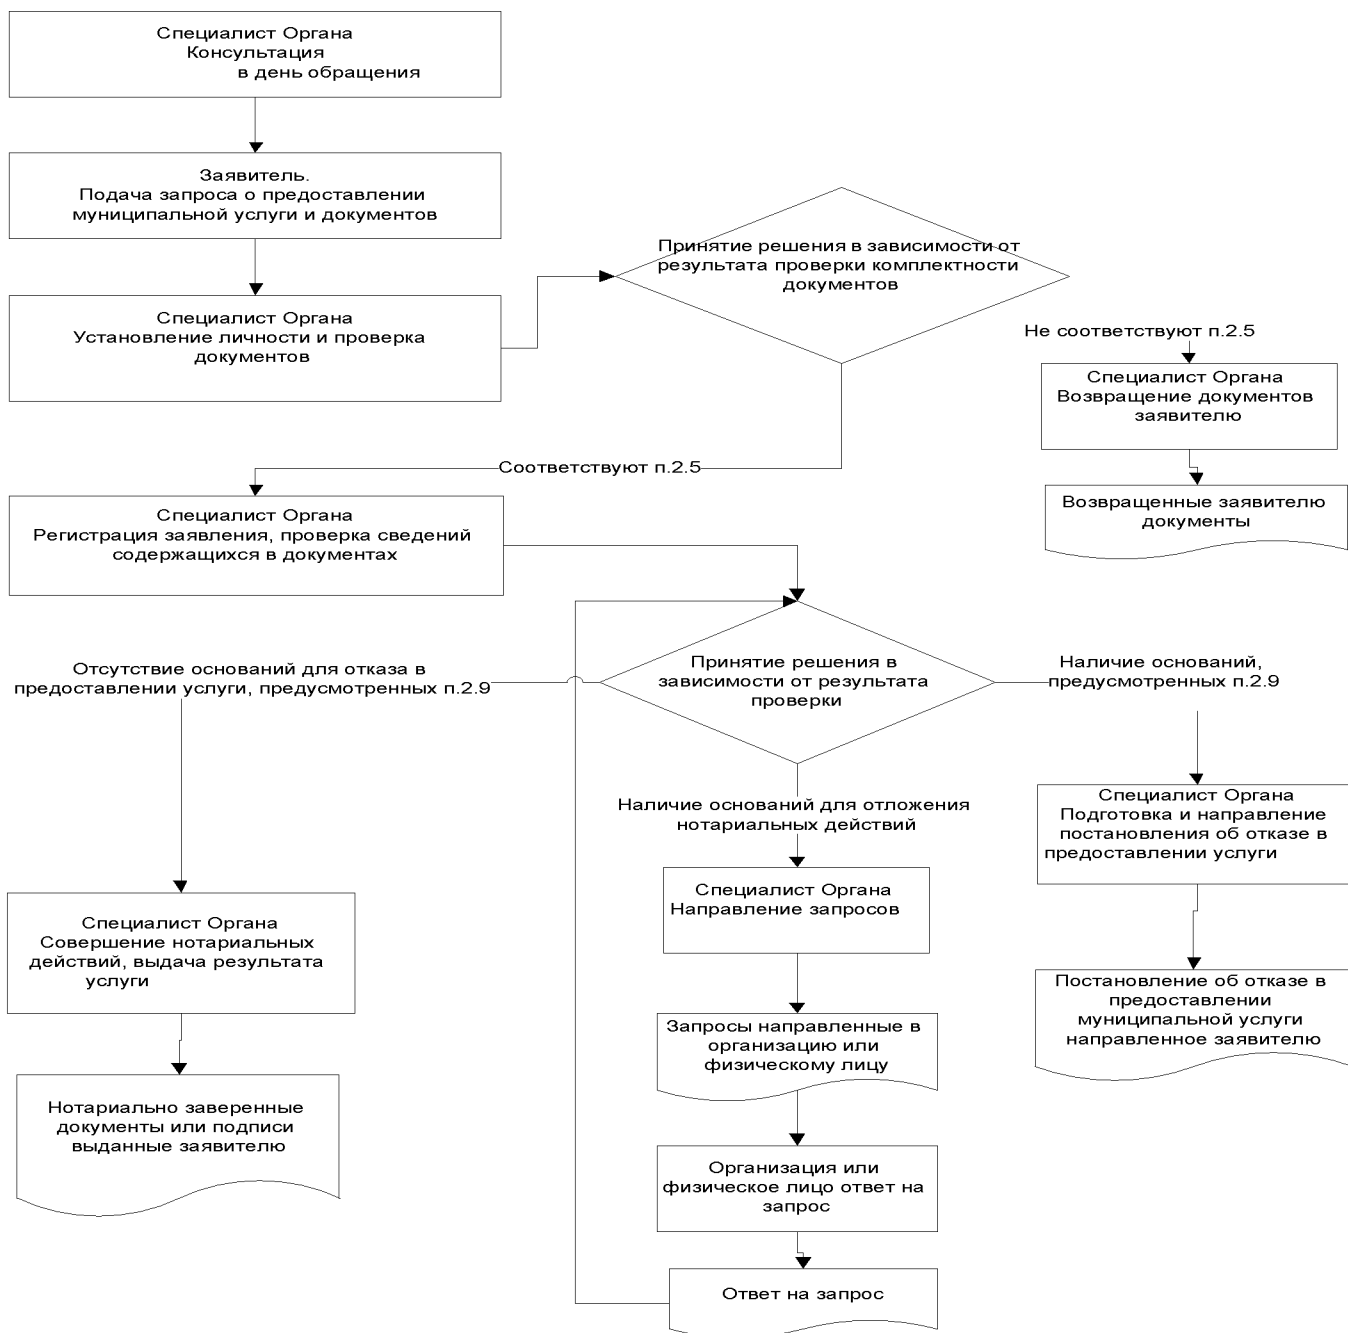 Специалист Органа
Консультация
в день обращения
Заявитель.
Подача запроса о предоставлении
муниципальной услуги и документов
Принятие решения в зависимости от
результата проверки комплектности
документов
Специалист Органа
Установление личности и проверка
документов
Не соответствуют п.2.5
Специалист Органа
Возвращение документов
заявителю
Соответствуют п.2.5
Возвращенные заявителю
документы
Специалист Органа
Регистрация заявления, проверка сведений
содержащихся в документах
Отсутствие оснований для отказа в
предоставлении услуги, предусмотренных п.2.9
Принятие решения в
зависимости от результата
проверки
Наличие оснований,
предусмотренных п.2.9
Наличие оснований для отложения
нотариальных действий
Специалист Органа
Подготовка и направление
постановления об отказе в
предоставлении услуги
Специалист Органа
Направление запросов
Специалист Органа
Совершение нотариальных
действий, выдача результата
услуги
Постановление об отказе в
предоставлении
муниципальной услуги
направленное заявителю
Запросы направленные в
организацию или
физическому лицу
Нотариально заверенные
документы или подписи
выданные заявителю
Организация или
физическое лицо ответ на
запрос
Ответ на запрос